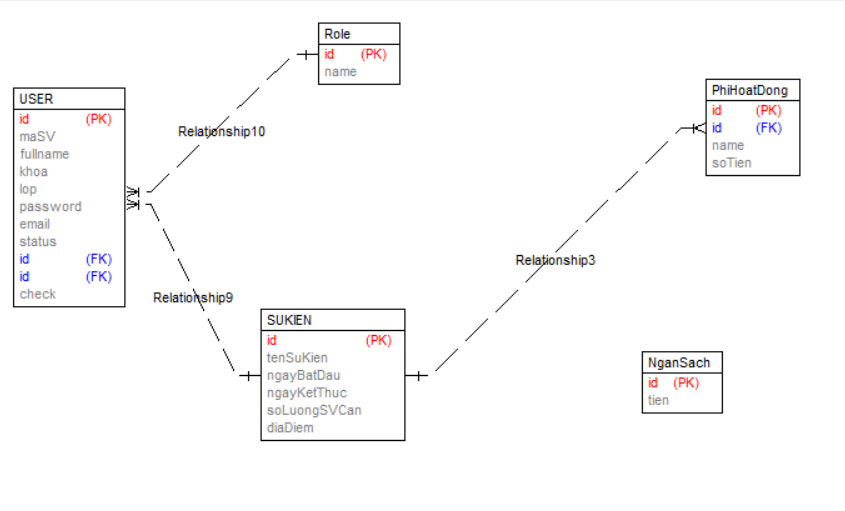 Role
id (PK)
name
USER
id (PK)
maSV
fullname
khoa
lop
password
email
status
id (FK)
id (FK)
check
PhiHoatDong
id (PK)
id (FK)
name
soTien
Relationship10
Relationship3
Relationship9
SUKIEN
id (PK)
tenSuKien
ngayBatDau
ngayKetThuc
soLuongSVCan
diaDiem
NganSach
id (PK)
tien